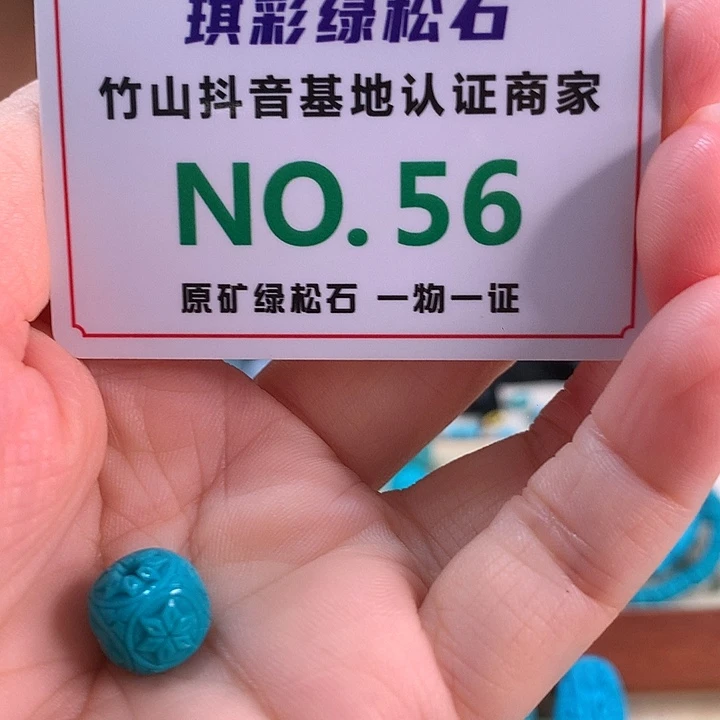 琪彩绿松石
竹山抖音基地认证商家
NO.56
原矿绿松石 一物一证